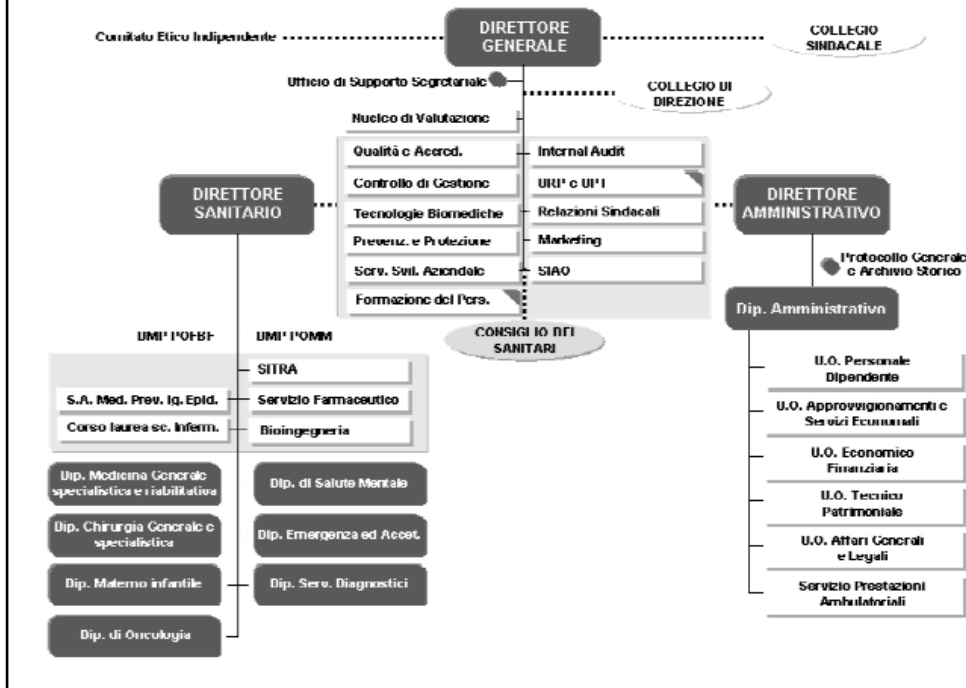 DIRETTORE
GENERALE
Comitato Etico Indipendente
COLLEGIO
SINDACALE
Ufficio di Supporto Segretariale
COLLEGIO DI
DIREZIONE
Nucleo di Valutazione
Qualità e Accred.
Internal Audit
Controllo di Gestione
URP e UPT
Tecnologie Biomediche
Relazioni Sindacali
Prevenz. e Protezione
Marketing
Serv. Svil. Aziendale
SIAO
Formazione del Pers.
CONSIGLIO DEI
SANITARI
DIRETTORE
SANITARIO
DIRETTORE
AMMINISTRATIVO
Protocollo Generale
e Archivio Storico
Dip. Amministrativo
DMP POFBF
DMP POMM
SITRA
S.A. Med. Prev. Ig. Epid.
Servizio Farmaceutico
Corso laurea sc. Inferm.
Bioingegneria
Dip. Medicina Generale
specialistica e riabilitativa
Dip. di Salute Mentale
Dip. Chirurgia Generale e
specialistica
Dip. Emergenza ed Accet.
Dip. Materno infantile
Dip. Serv. Diagnostici
Dip. di Oncologia
U.O. Personale
Dipendente
U.O. Approvvigionamenti e
Servizi Economali
U.O. Economico
Finanziaria
U.O. Tecnico
Patrimoniale
U.O. Affari Generali
e Legali
Servizio Prestazioni
Ambulatoriali